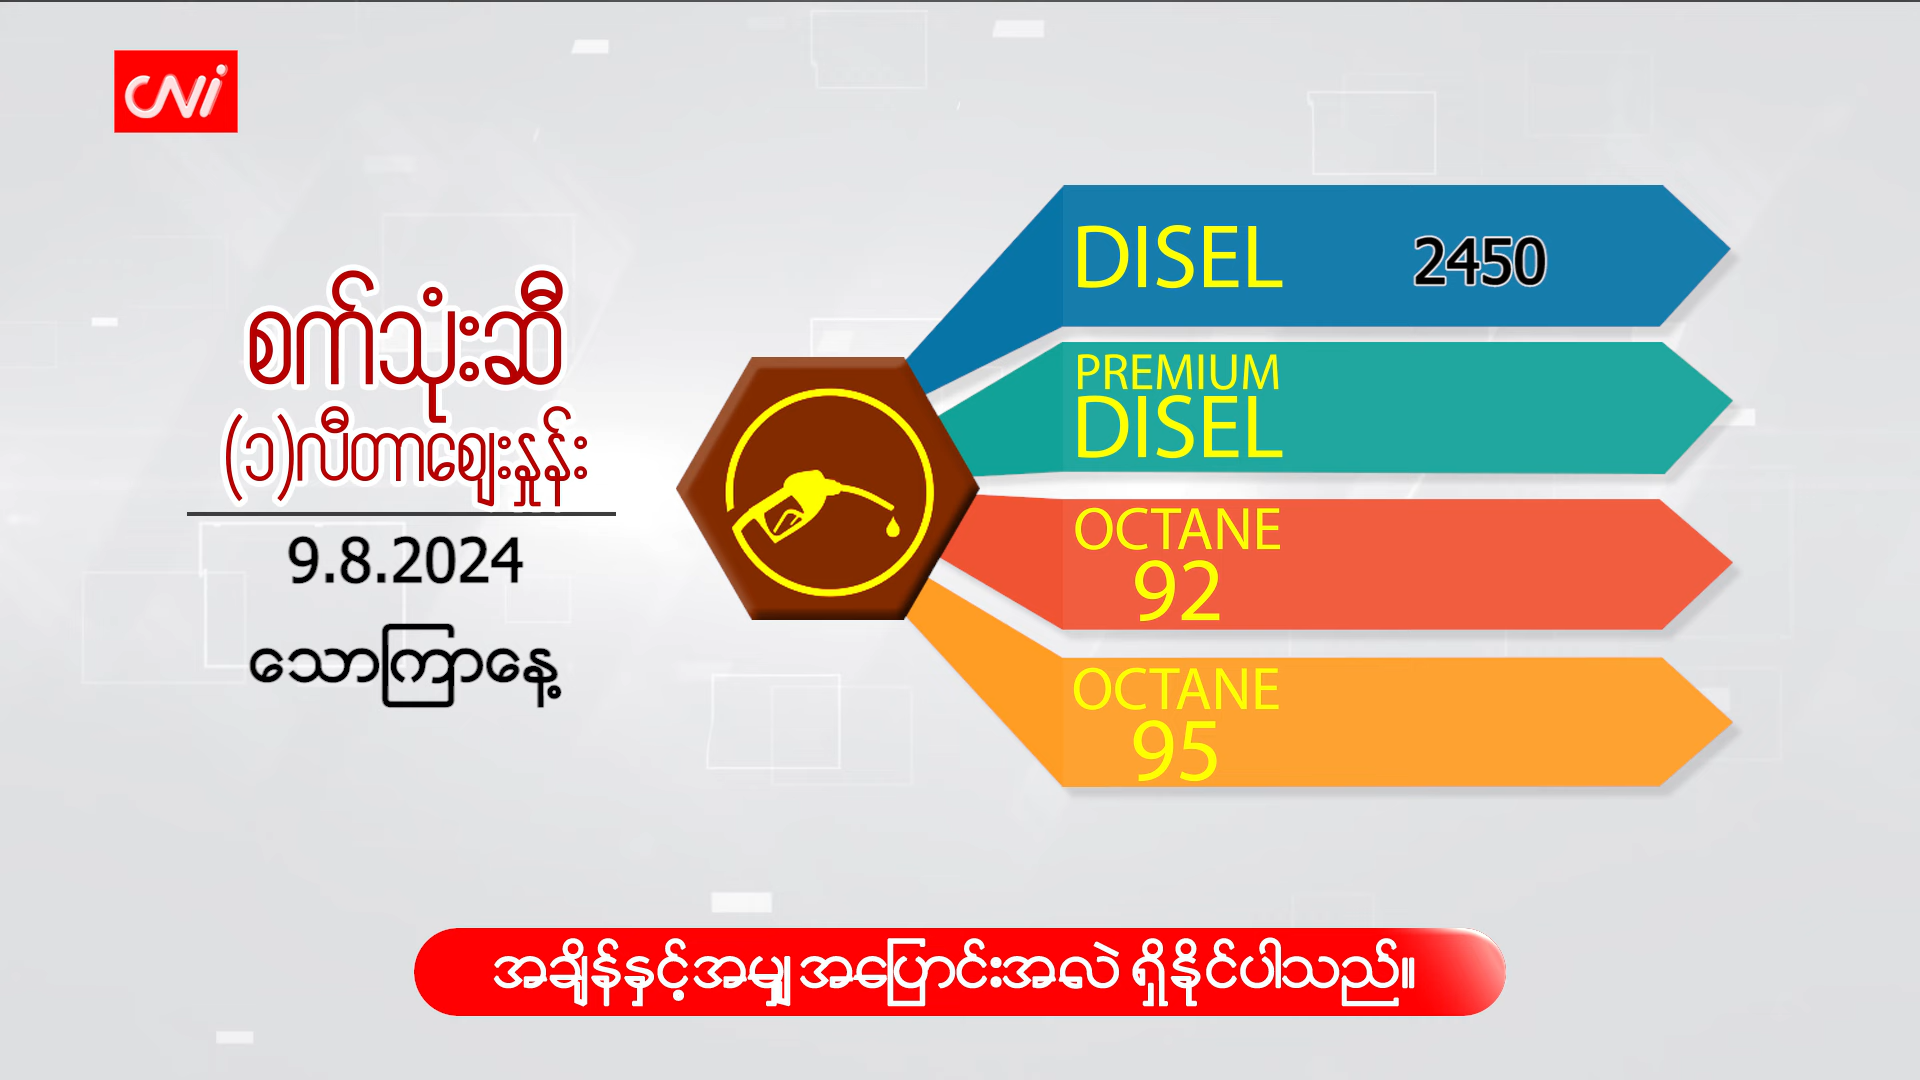 CNi
စက်သုံးဆီ
(၁)လီတာဈေးနှုန်း
9.8.2024
သောကြာနေ့
DISEL 2450
PREMIUM
DISEL
OCTANE
92
OCTANE
95
အချိန်နှင့်အမျှ အပြောင်းအလဲ ရှိနိုင်ပါသည်။